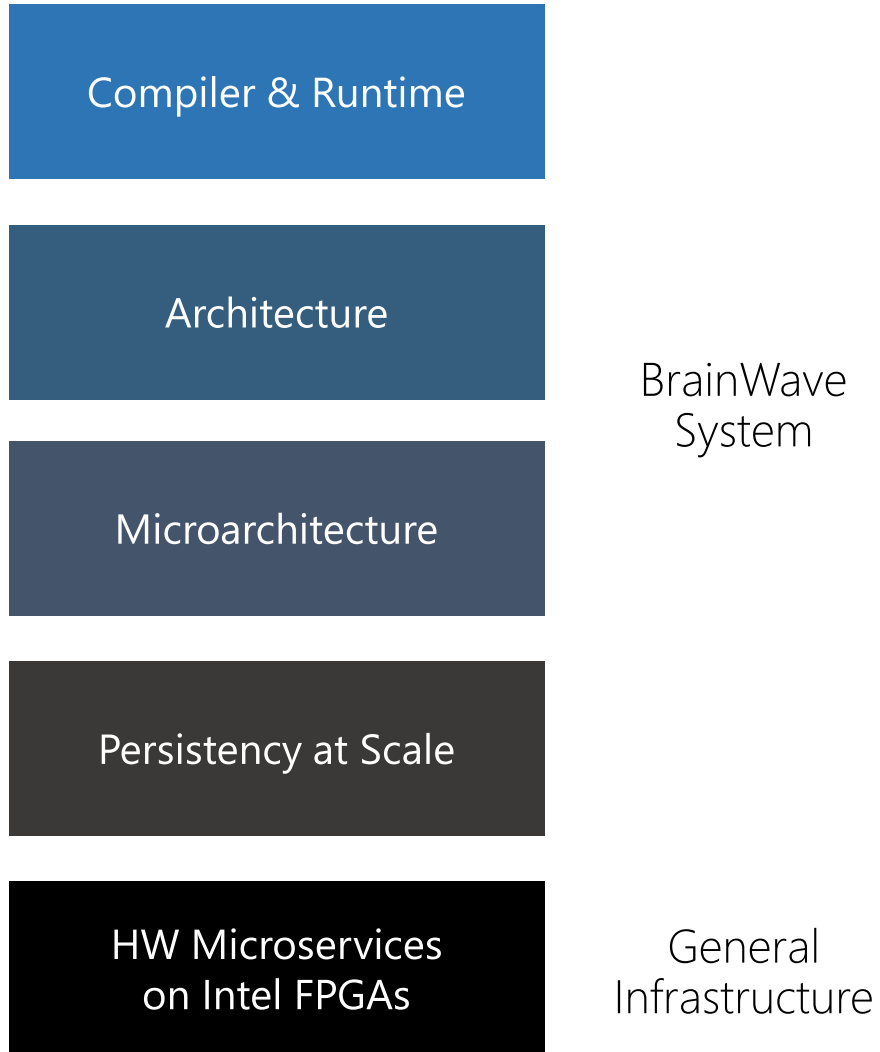 Compiler & Runtime
Architecture
BrainWave
System
Microarchitecture
Persistency at Scale
HW Microservices
on Intel FPGAs
General
Infrastructure